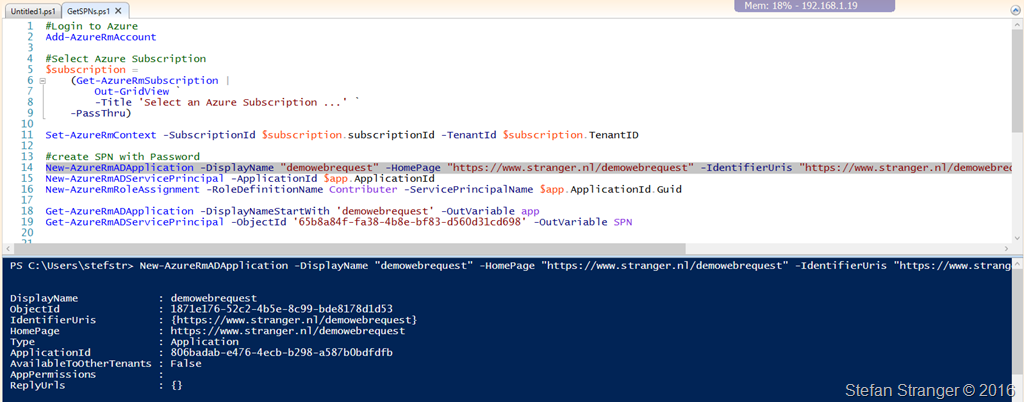 Mem: 18% - 192.168.1.19
Untitled1.ps1 GetSPNs.ps1 X
1 #Login to Azure
2 Add-AzureRmAccount
3
4 #Select Azure Subscription
5 $subscription =
6 (Get-AzureRmSubscription |
7 Out-GridView `
8 -Title 'Select an Azure Subscription ...' `
9 -PassThru)
10
11 Set-AzureRmContext -SubscriptionId $subscription.subscriptionId -TenantId $subscription.TenantID
12
13 #create SPN with Password
14 New-AzureRmADApplication -DisplayName "demowebrequest" -HomePage "https://www.stranger.nl/demowebrequest" -IdentifierUris "https://www.stranger.nl/demowebreq
15 New-AzureRmADServicePrincipal -ApplicationId $app.ApplicationId
16 New-AzureRmRoleAssignment -RoleDefinitionName Contributer -ServicePrincipalName $app.ApplicationId.Guid
17
18 Get-AzureRmADApplication -DisplayNameStartWith 'demowebrequest' -OutVariable app
19 Get-AzureRmADServicePrincipal -ObjectId '65b8a84f-fa38-4b8e-bf83-d560d31cd698' -OutVariable SPN
20
21
PS C:\Users\stefstr> New-AzureRmADApplication -DisplayName "demowebrequest" -HomePage "https://www.stranger.nl/demowebrequest" -IdentifierUris "https://www.strang
DisplayName : demowebrequest
ObjectId : 1871e176-52c2-4b5e-8c99-bde8178d1d53
IdentifierUris : {https://www.stranger.nl/demowebrequest}
HomePage : https://www.stranger.nl/demowebrequest
Type : Application
ApplicationId : 806badab-e476-4ecb-b298-a587b0bdfdfb
AvailableToOtherTenants : False
AppPermissions :
ReplyUrls : {}
Stefan Stranger © 2016